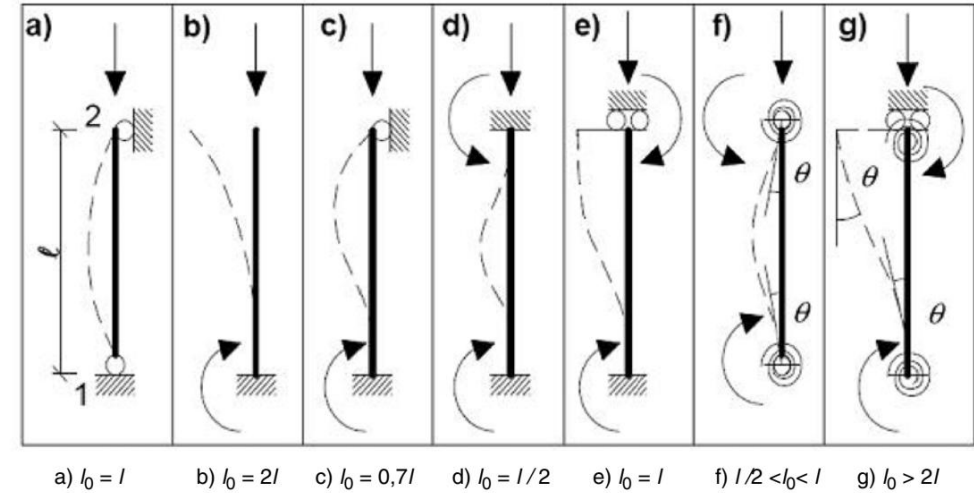 a) b) c) d) e) f) g)
2
θ θ
ℓ
θ θ
1
a) l₀ = l b) l₀ = 2l c) l₀ = 0,7l d) l₀ = l / 2 e) l₀ = l f) l /2 <l₀< l g) l₀ > 2l